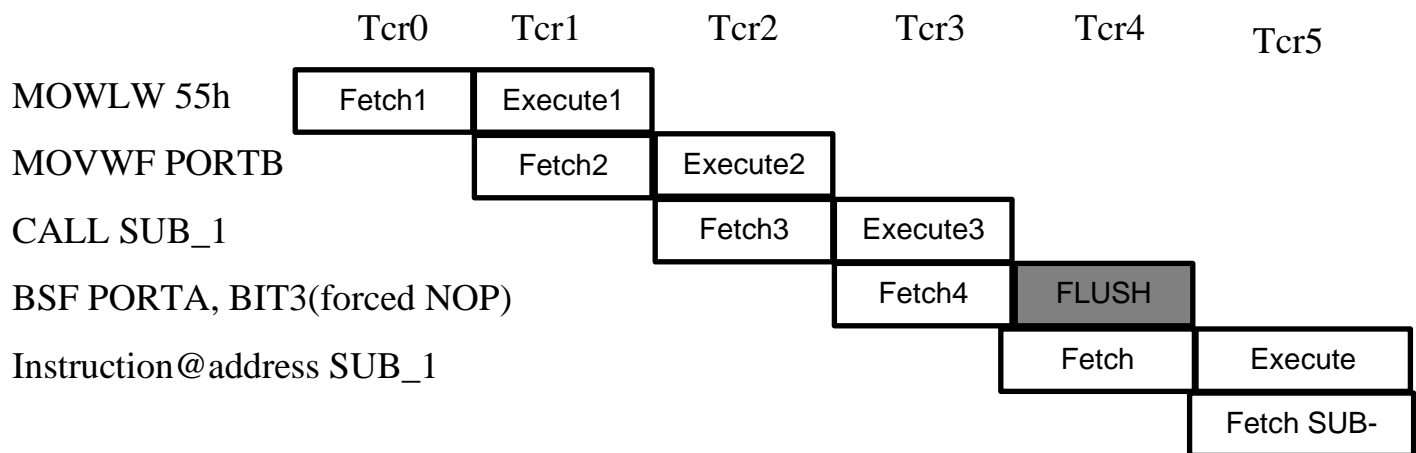 Tcr0 Tcr1 Tcr2 Tcr3 Tcr4 Tcr5
MOWLW 55h Fetch1 Execute1
MOVWF PORTB Fetch2 Execute2
CALL SUB_1 Fetch3 Execute3
BSF PORTA, BIT3(forced NOP) Fetch4 FLUSH
Instruction@address SUB_1 Fetch Execute
Fetch SUB-